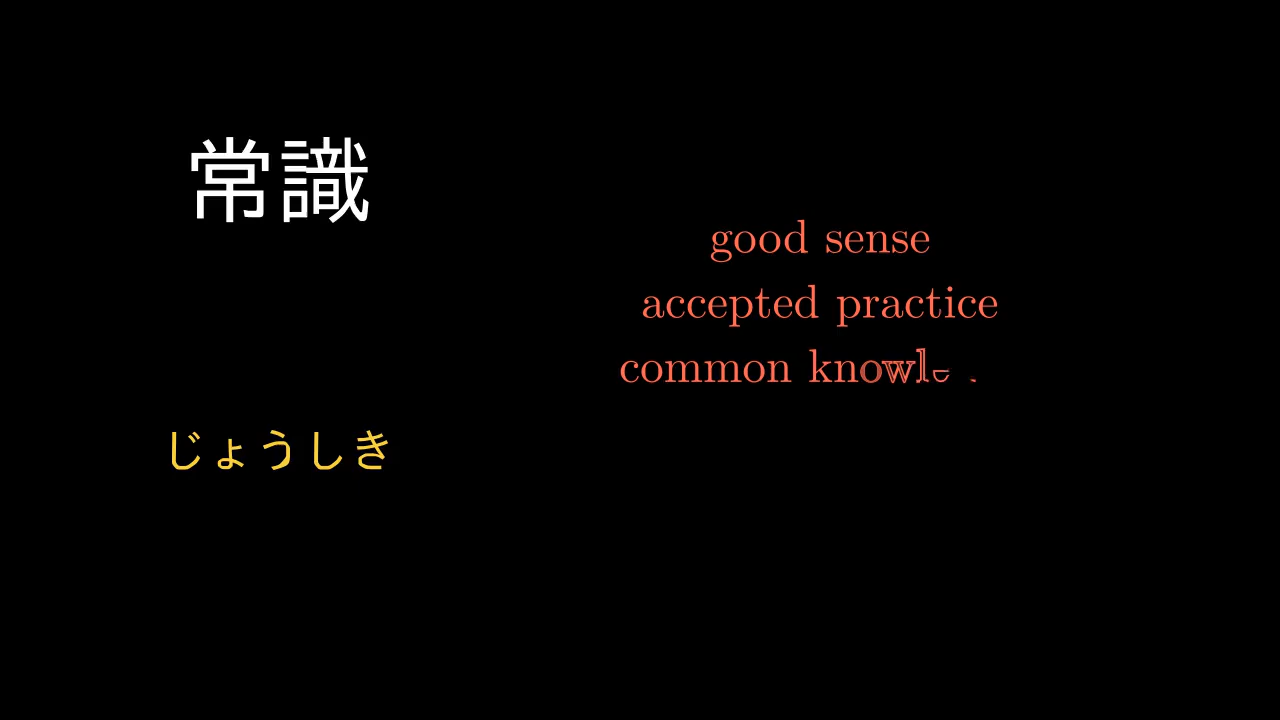 常識
じょうしき
good sense
accepted practice
common